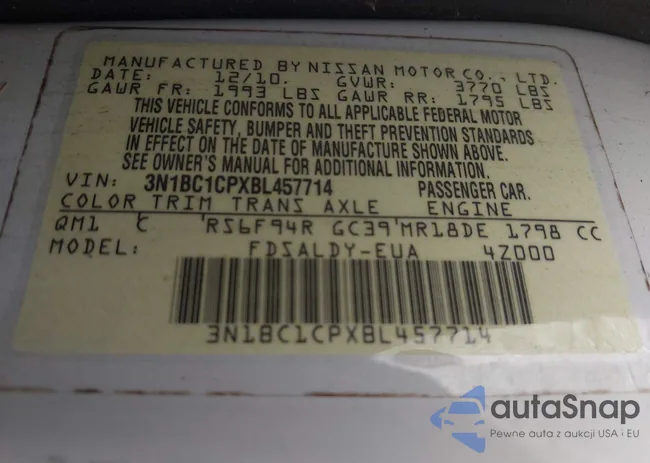 MANUFACTURED BY NISSAN MOTOR CO., LTD.
DATE: 12/10. GVWR: 3770 LBS
GAWR FR: 1993 LBS GAWR RR: 1795 LBS
THIS VEHICLE CONFORMS TO ALL APPLICABLE FEDERAL MOTOR
VEHICLE SAFETY, BUMPER AND THEFT PREVENTION STANDARDS
IN EFFECT ON THE DATE OF MANUFACTURE SHOWN ABOVE.
SEE OWNER'S MANUAL FOR ADDITIONAL INFORMATION.
VIN: 3N1BC1CPXBL457714 PASSENGER CAR.
COLOR TRIM TRANS AXLE ENGINE
QM1 C RS6F94R GC39 MR18DE 1798 CC
MODEL: FDSALDY-EUA 4Z000
3N1BC1CPXBL457714
autaSnap
Pewne auta z aukcji USA i EU